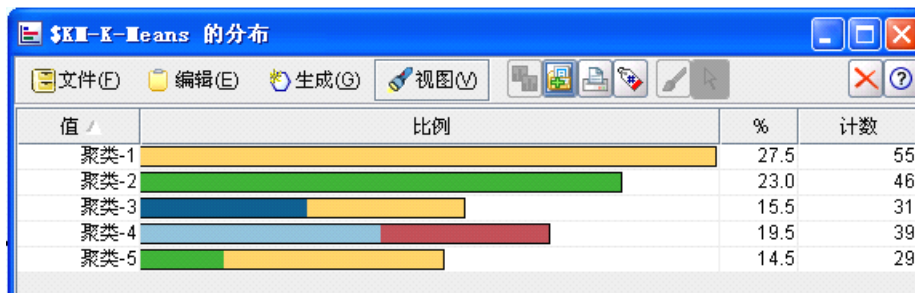 $KM-K-Means 的分布
文件(F) 编辑(E) 生成(G) 视图(V)
值 比例 % 计数
聚类-1 27.5 55
聚类-2 23.0 46
聚类-3 15.5 31
聚类-4 19.5 39
聚类-5 14.5 29